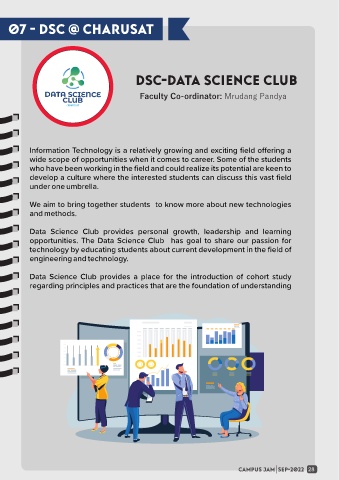 07 - DSC @ CHARUSAT
DATA SCIENCE
CLUB
DSC-DATA SCIENCE CLUB
Faculty Co-ordinator: Mrudang Pandya
Information Technology is a relatively growing and exciting field offering a
wide scope of opportunities when it comes to career. Some of the students
who have been working in the field and could realize its potential are keen to
develop a culture where the interested students can discuss this vast field
under one umbrella.
We aim to bring together students to know more about new technologies
and methods.
Data Science Club provides personal growth, leadership and learning
opportunities. The Data Science Club has goal to share our passion for
technology by educating students about current development in the field of
engineering and technology.
Data Science Club provides a place for the introduction of cohort study
regarding principles and practices that are the foundation of understanding
CAMPUS JAM|SEP-2022 28